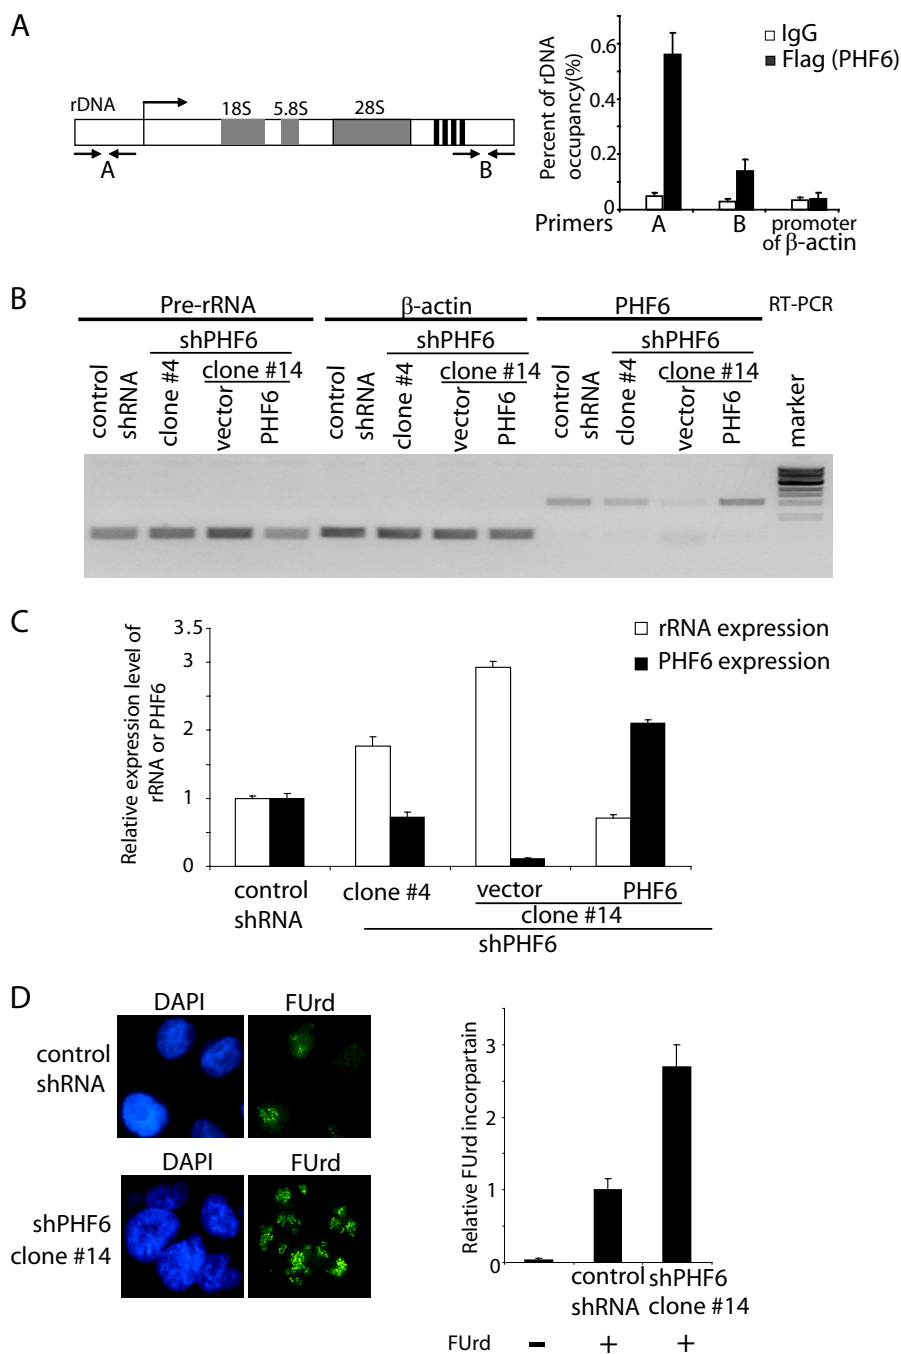 A
rDNA
18S 5.8S 28S
A
B
Percent of rDNA
occupancy(%)
0.6
0.4
0.2
0
IgG
Flag (PHF6)
Primers A B promoter
of β-actin
B
Pre-rRNA β-actin PHF6 RT-PCR
shPHF6 shPHF6 shPHF6
control
shRNA
clone #4
clone #14
vector
PHF6
control
shRNA
clone #4
clone #14
vector
PHF6
control
shRNA
clone #4
clone #14
vector
PHF6
marker
C
Relative expression level of
rRNA or PHF6
3.5
3
2
1
0
rRNA expression
PHF6 expression
control
shRNA
clone #4
vector PHF6
clone #14
shPHF6
D
DAPI FUrd
control
shRNA
DAPI FUrd
shPHF6
clone #14
Relative FUrd incorpartain
3
2
1
0
control
shRNA
shPHF6
clone #14
FUrd - + +